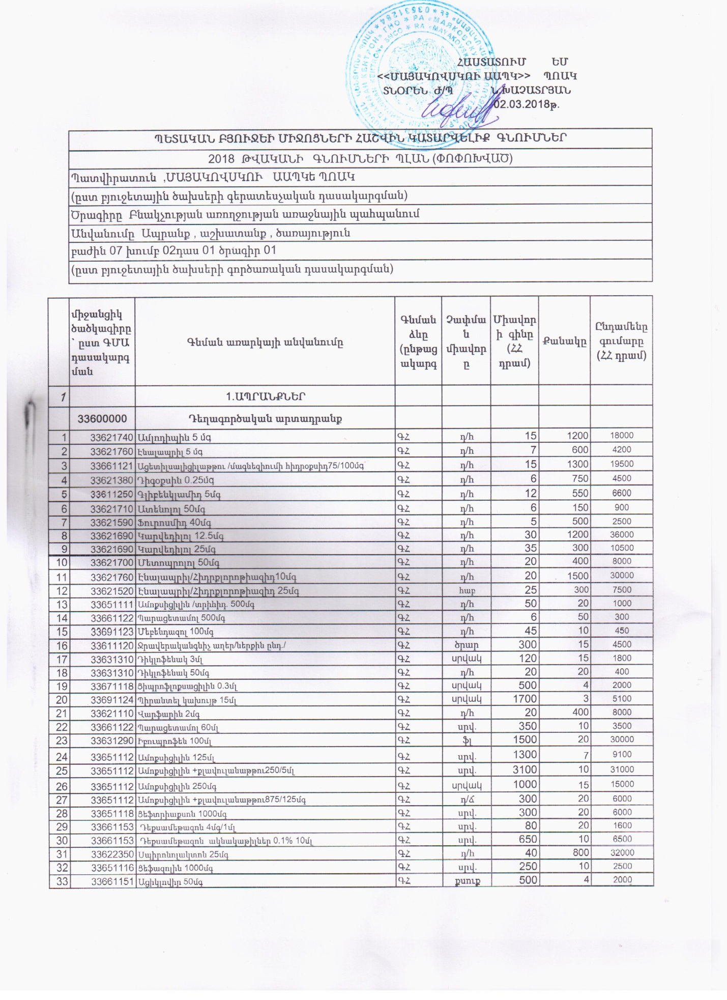 ՀԱՍՏԱՏՈՒՄ ԵՄ
<<ՄԱՅԱԿՈՎՍԿՈՒ ԱԱՊԿ>> ՊՈԱԿ
ՏՆՕՐԵՆ Ժ/Պ Ն.ԽԱՉԱՏՐՅԱՆ
02.03.2018թ.
ՊԵՏԱԿԱՆ ԲՅՈՒՋԵԻ ՄԻՋՈՑՆԵՐԻ ՀԱՇՎԻՆ ԿԱՏԱՐՎԵԼԻՔ ԳՆՈՒՄՆԵՐ
2018 ԹՎԱԿԱՆԻ ԳՆՈՒՄՆԵՐԻ ՊԼԱՆ (ՓՈՓՈԽՎԱԾ)
Պատվիրատուն ,ՄԱՅԱԿՈՎՍԿՈՒ ԱԱՊԿե ՊՈԱԿ
(ըստ բյուջետային ծախսերի գերատեսչական դասակարգման)
Ծրագիրը Բնակչության առողջության առաջնային պահպանում
Անվանումը Ապրանք , աշխատանք , ծառայություն
բաժին 07 խումբ 02դաս 01 ծրագիր 01
(ըստ բյուջետային ծախսերի գործառական դասակարգման)
միջանցիկ ծածկագիրը ՝ ըստ ԳՄԱ դասակարգ ման Գնման առարկայի անվանումը Գնման ձևը (ընթաց ակարգ Չափմա ն միավոր ը Միավոր ի գինը (ՀՀ դրամ) Քանակը Ընդամենը գումարը (ՀՀ դրամ)
1 1.ԱՊՐԱՆՔՆԵՐ
33600000 Դեղագործական արտադրանք
1 33621740 Ամլոդիպին 5 մգ ԳՀ դ/հ 15 1200 18000
2 33621760 Էնալապրիլ 5 մգ ԳՀ դ/հ 7 600 4200
3 33661121 Ացետիլսալիցիլաթթու /մագնեզիումի հիդրօքսիդ75/100մգ ԳՀ դ/հ 15 1300 19500
4 33621380 Դիգօքսին 0.25մգ ԳՀ դ/հ 6 750 4500
5 33611250 Գլիբենկլամիդ 5մգ ԳՀ դ/հ 12 550 6600
6 33621710 Ատենոլոլ 50մգ ԳՀ դ/հ 6 150 900
7 33621590 Ֆուրոսմիդ 40մգ ԳՀ դ/հ 5 500 2500
8 33621690 Կարվեդիլոլ 12.5մգ ԳՀ դ/հ 30 1200 36000
9 33621690 Կարվեդիլոլ 25մգ ԳՀ դ/հ 35 300 10500
10 33621700 Մետոպրոլոլ 50մգ ԳՀ դ/հ 20 400 8000
11 33621760 Էնալապրիլ/Հիդրքլորոթիազիդ10մգ ԳՀ դ/հ 20 1500 30000
12 33621520 Էնալապրիլ/Հիդրքլորոթիազիդ 25մգ ԳՀ հաբ 25 300 7500
13 33651111 Ամոքսիցիլին /տրիհիդ. 500մգ ԳՀ դ/հ 50 20 1000
14 33661122 Պարացետամոլ 500մգ ԳՀ դ/հ 6 50 300
15 33691123 Մեբենդազոլ 100մգ ԳՀ դ/հ 45 10 450
16 33611120 Ջրավերականգնիչ աղեր/ներքին ընդ./ ԳՀ ծրար 300 15 4500
17 33631310 Դիկլոֆենակ 3մլ ԳՀ սրվակ 120 15 1800
18 33631310 Դիկլոֆենակ 50մգ ԳՀ դ/հ 20 20 400
19 33671118 Ցիպրոֆլոքսացիլին 0.3մլ ԳՀ սրվակ 500 4 2000
20 33691124 Պիրանտել կախույթ 15մլ ԳՀ սրվակ 1700 3 5100
21 33621110 Վարֆարին 2մգ ԳՀ դ/հ 20 400 8000
22 33661122 Պարացետամոլ 60մլ ԳՀ սրվ. 350 10 3500
23 33631290 Իբուպրոֆեն 100մլ ԳՀ ֆլ 1500 20 30000
24 33651112 Ամոքսիցիլին 125մլ ԳՀ սրվ. 1300 7 9100
25 33651112 Ամոքսիցիլին +քլավուլանաթթու250/5մլ ԳՀ սրվ. 3100 10 31000
26 33651112 Ամոքսիցիլին 250մգ ԳՀ սրվակ 1000 15 15000
27 33651112 Ամոքսիցիլին +քլավուլանաթթու875/125մգ ԳՀ դ/ճ 300 20 6000
28 33651118 Ցեֆտրիաքսոն 1000մգ ԳՀ սրվ. 300 20 6000
29 33661153 Դեքսամեթազոն 4մգ/1մլ ԳՀ սրվ. 80 20 1600
30 33661153 Դեքսամեթազոն ակնակաթիլներ 0.1% 10մլ ԳՀ սրվ. 650 10 6500
31 33622350 Սպիրոնոլակտոն 25մգ ԳՀ դ/հ 40 800 32000
32 33651116 Ցեֆազոլին 1000մգ ԳՀ սրվ. 250 10 2500
33 33661151 Ացիկլովիր 50մգ ԳՀ քսուք 500 4 2000